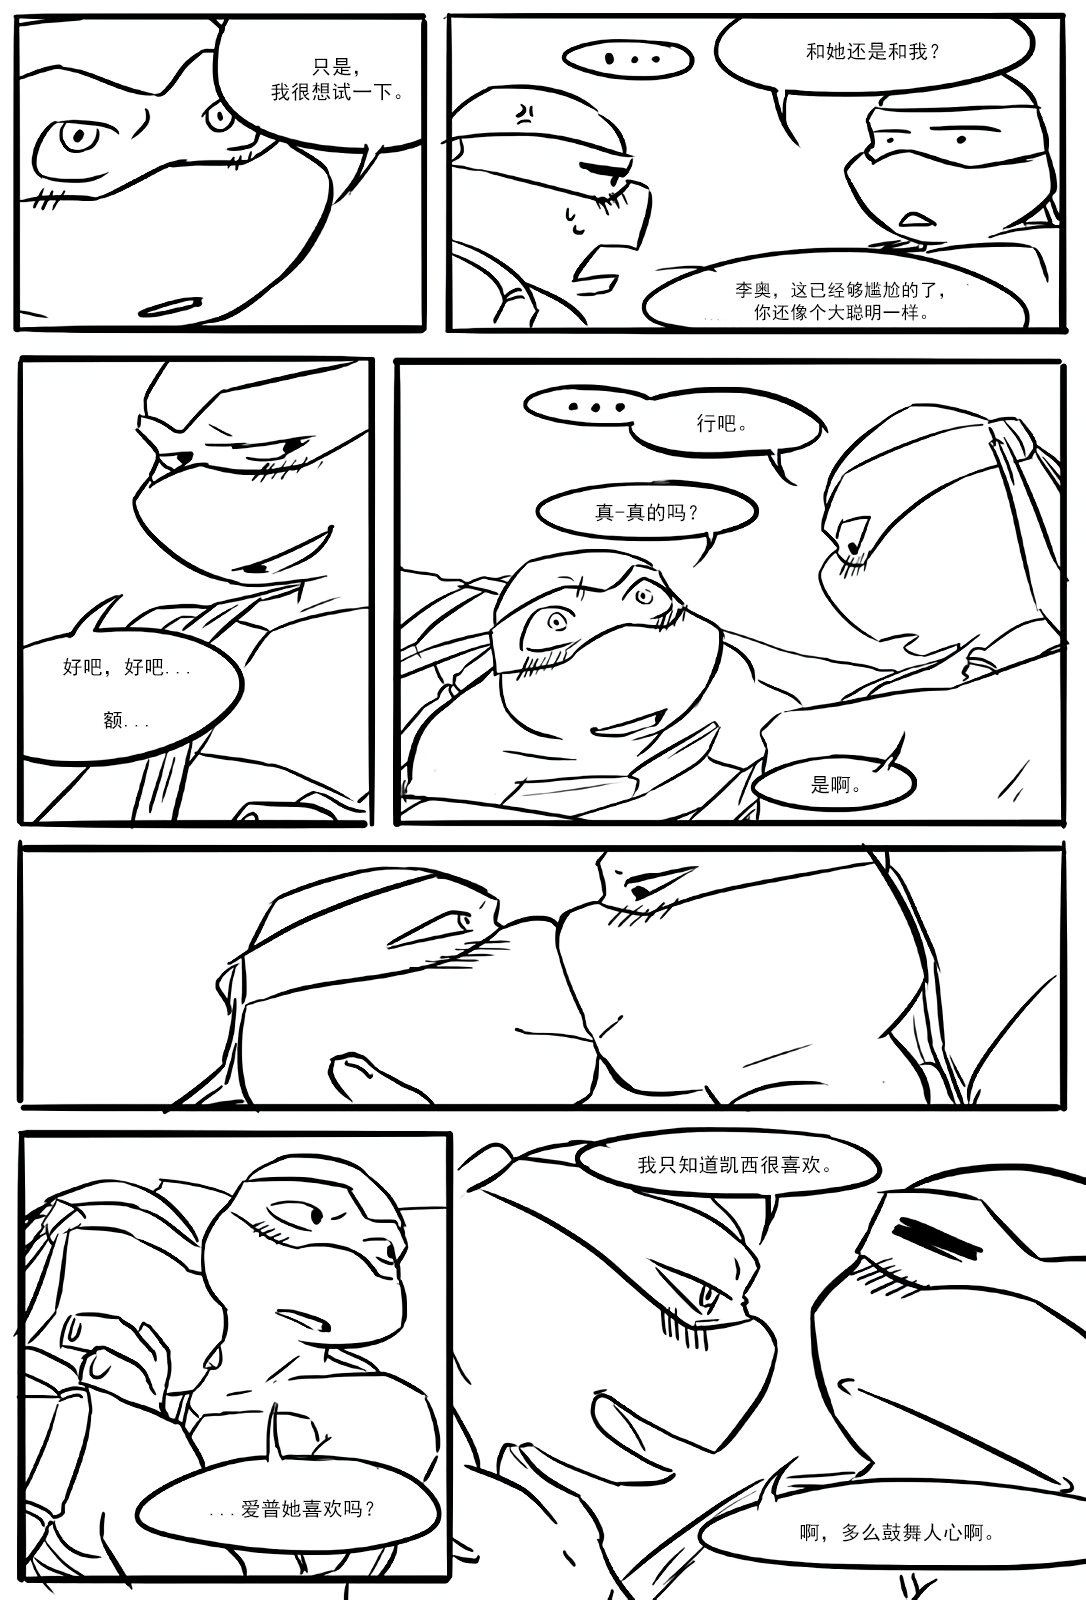 只是，
我很想试一下。
和她还是和我？
...
李奥，这已经够尴尬的了，
...你还像个大聪明一样。
好吧，好吧...
额...
...
行吧。
真-真的吗？
是啊。
...爱普她喜欢吗？
我只知道凯西很喜欢。
啊，多么鼓舞人心啊。